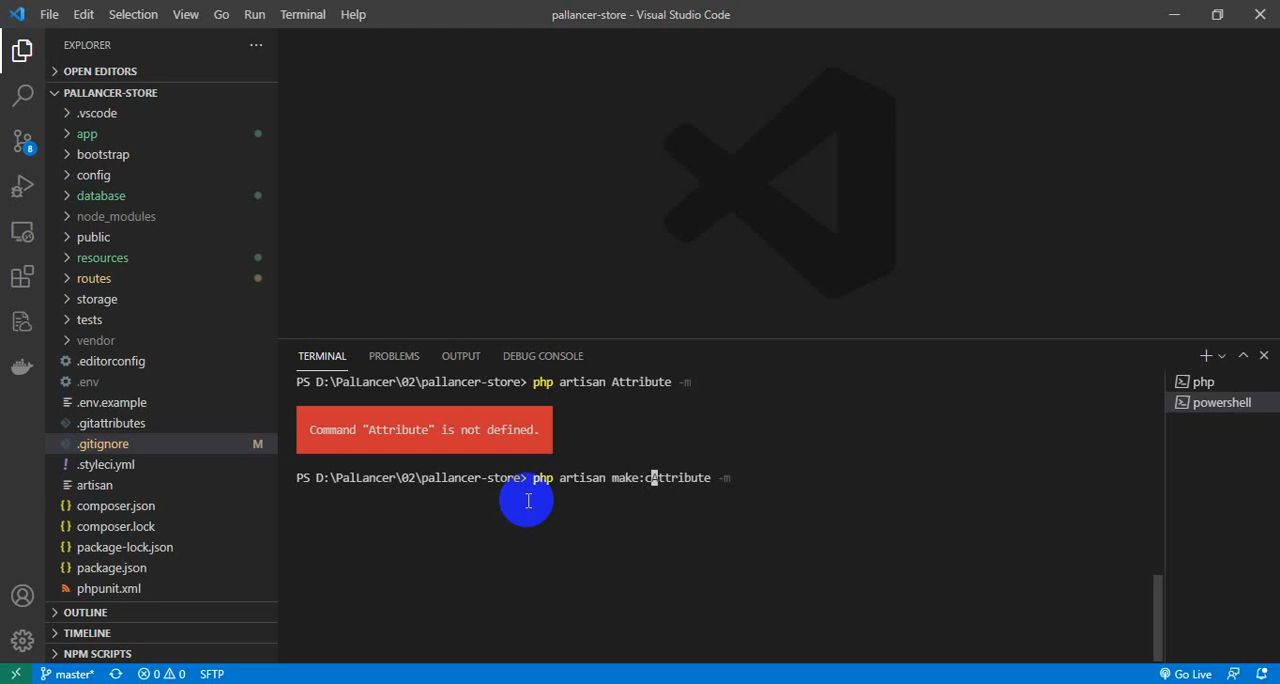 File Edit Selection View Go Run Terminal Help
pallancer-store - Visual Studio Code
EXPLORER
OPEN EDITORS
PALLANCER-STORE
.vscode
app
bootstrap
config
database
node_modules
public
resources
routes
storage
tests
vendor
.editorconfig
.env
.env.example
.gitattributes
.gitignore M
.styleci.yml
artisan
composer.json
composer.lock
package-lock.json
package.json
phpunit.xml
OUTLINE
TIMELINE
NPM SCRIPTS
8
TERMINAL PROBLEMS OUTPUT DEBUG CONSOLE
PS D:\PalLancer\02\pallancer-store> php artisan Attribute -m
Command "Attribute" is not defined.
PS D:\PalLancer\02\pallancer-store> php artisan make:cAttribute -m
php
powershell
master* 0 0 SFTP
Go Live